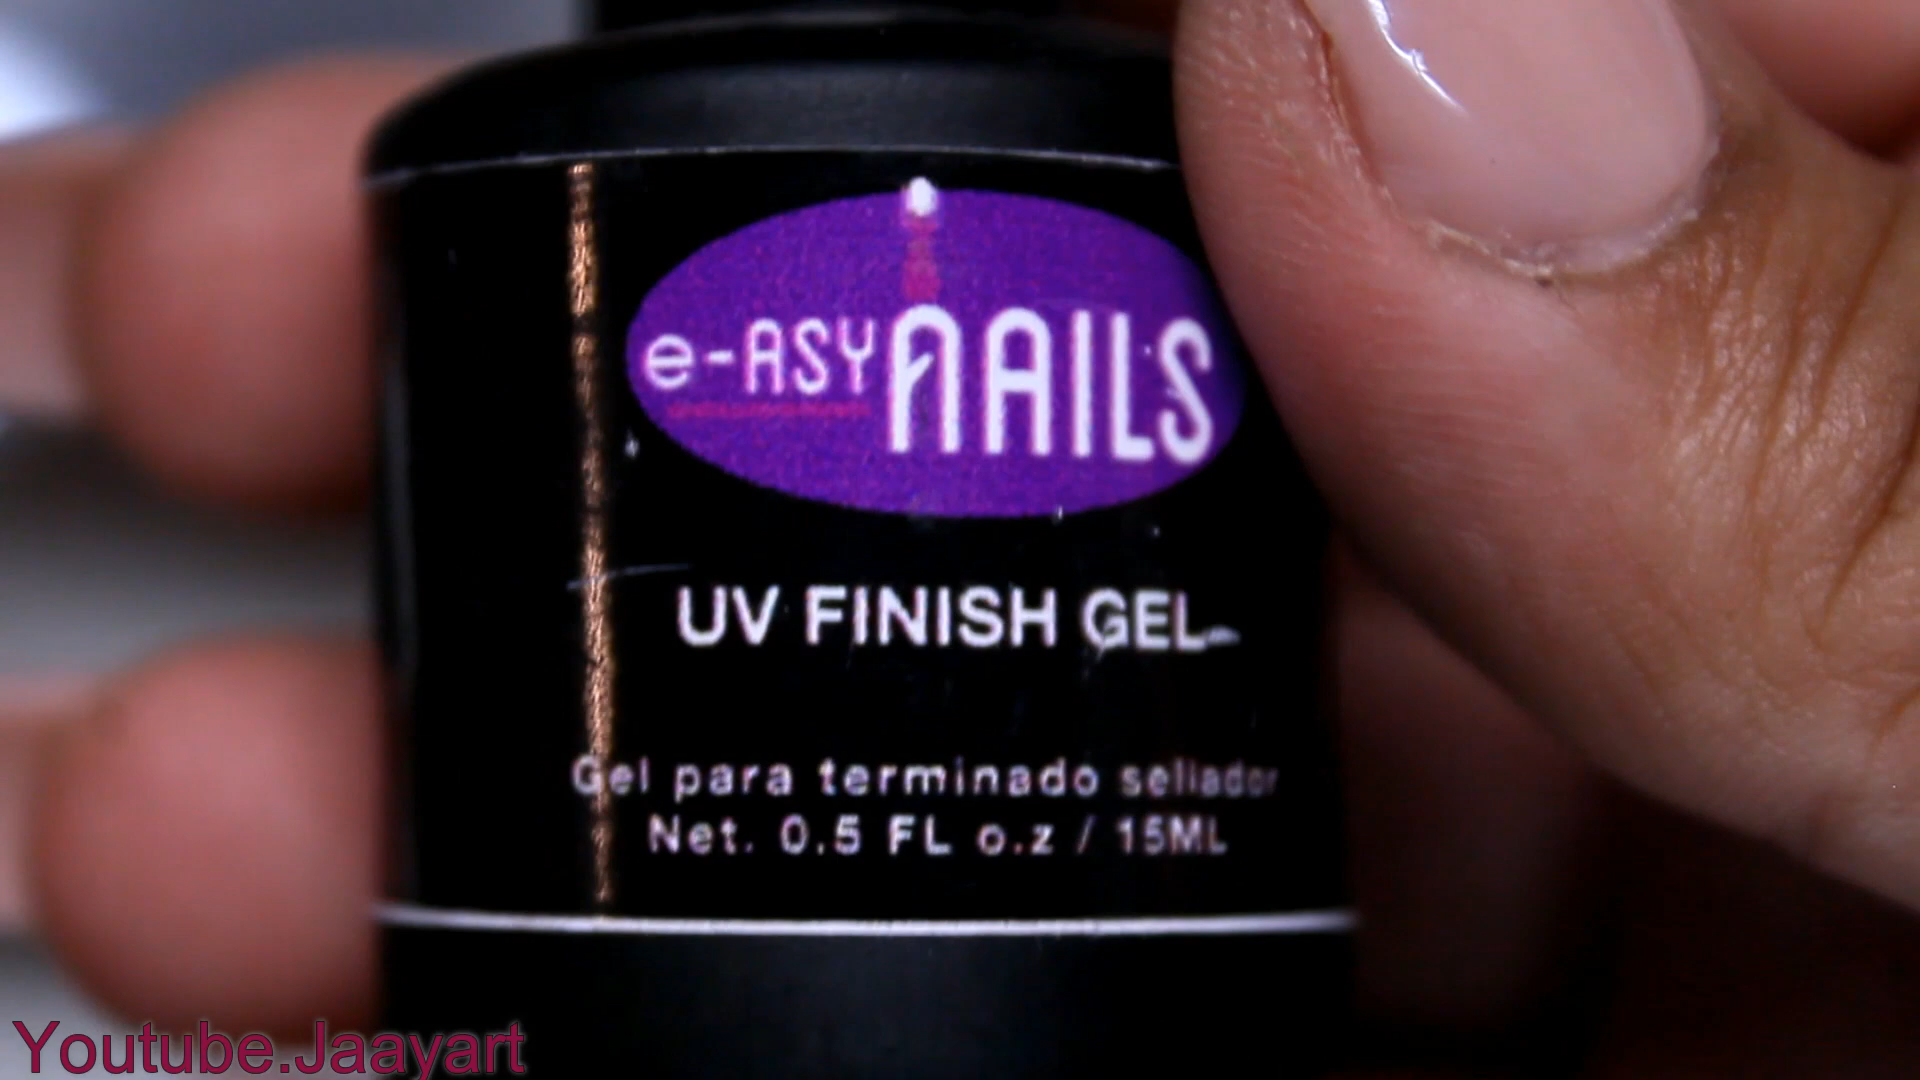 e-ASY NAILS
UV FINISH GEL
Gel para terminado sellador
Net. 0.5 FL o.z / 15ML
Youtube.Jaayart